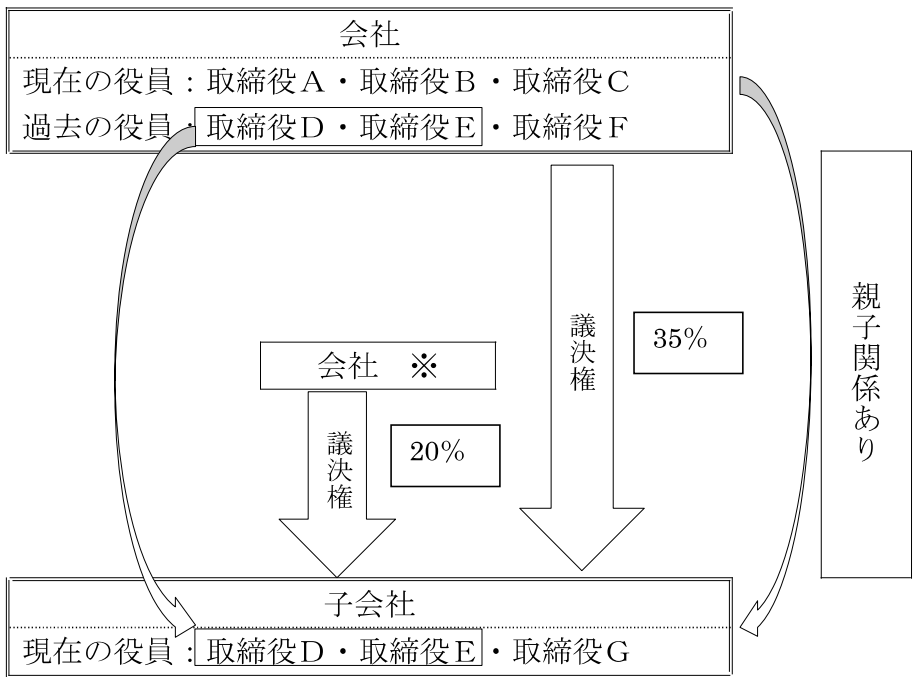 会社
現在の役員:取締役A・取締役B・取締役C
過去の役員:取締役D・取締役E・取締役F
議決権
35%
親子関係あり
会社 ※
議決権
20%
子会社
現在の役員:取締役D・取締役E・取締役G